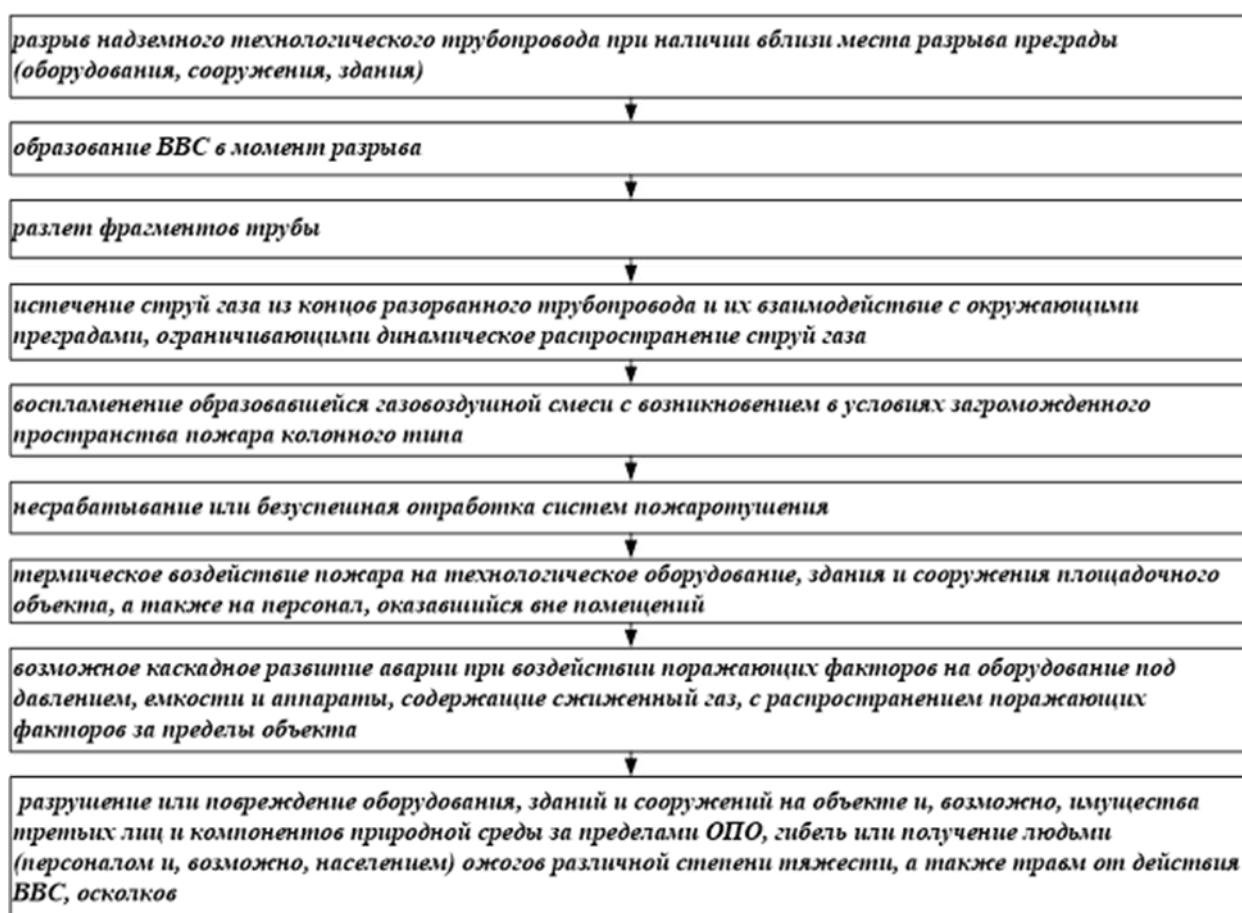 разрыв надземного технологического трубопровода при наличии вблизи места разрыва преграды
(оборудования, сооружения, здания)
образование ВВС в момент разрыва
разлет фрагментов трубы
истечение струй газа из концов разорванного трубопровода и их взаимодействие с окружающими
преградами, ограничивающими динамическое распространение струй газа
воспламенение образовавшейся газовоздушной смеси с возникновением в условиях загроможденного
пространства пожара колонного типа
несрабатывание или безуспешная отработка систем пожаротушения
термическое воздействие пожара на технологическое оборудование, здания и сооружения площадочного
объекта, а также на персонал, оказавшийся вне помещений
возможное каскадное развитие аварии при воздействии поражающих факторов на оборудование под
давлением, емкости и аппараты, содержащие сжиженный газ, с распространением поражающих
факторов за пределы объекта
разрушение или повреждение оборудования, зданий и сооружений на объекте и, возможно, имущества
третьих лиц и компонентов природной среды за пределами ОПО, гибель или получение людьми
(персоналом и, возможно, населением) ожогов различной степени тяжести, а также травм от действия
ВВС, осколков